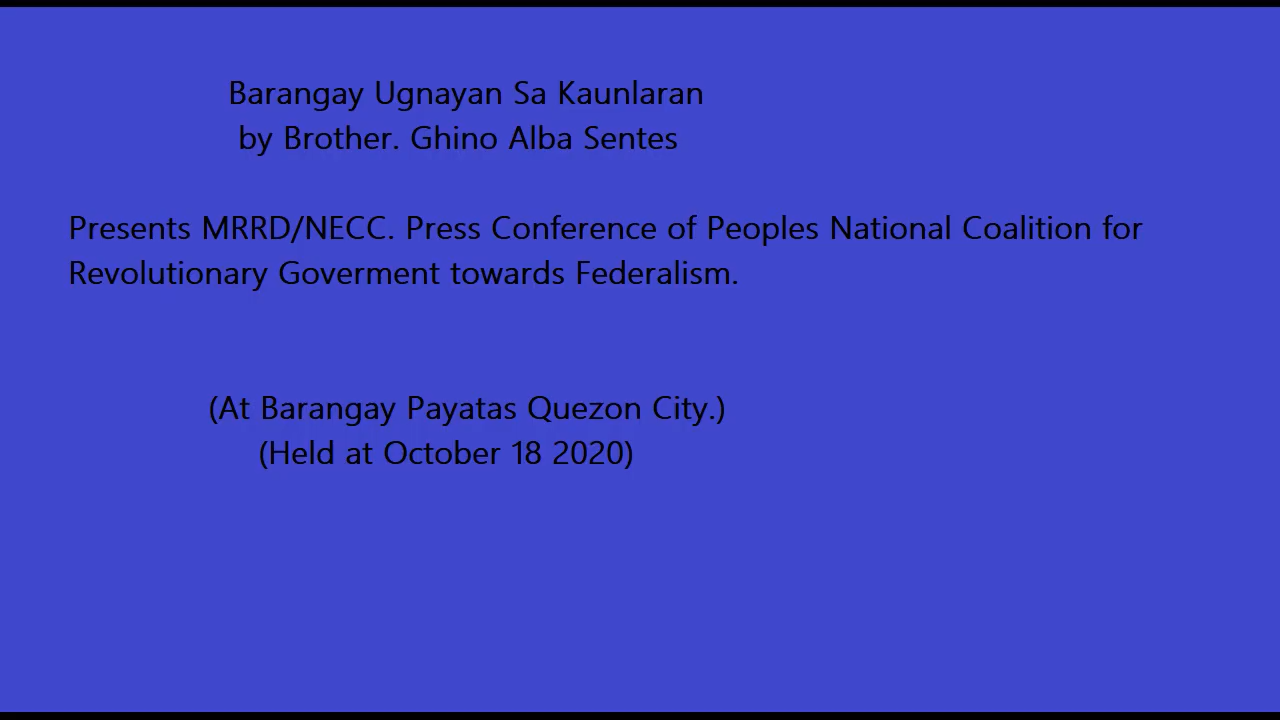 Barangay Ugnayan Sa Kaunlaran
by Brother. Ghino Alba Sentes
Presents MRRD/NECC. Press Conference of Peoples National Coalition for
Revolutionary Goverment towards Federalism.
(At Barangay Payatas Quezon City.)
(Held at October 18 2020)